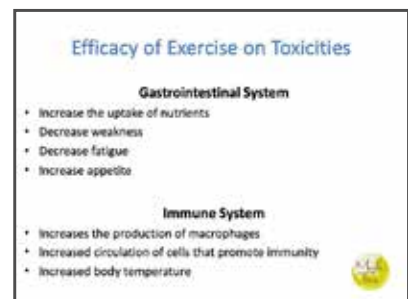 Efficacy of Exercise on Toxicities
Gastrointestinal System
• Increase the uptake of nutrients
• Decrease weakness
• Decrease fatigue
• Increase appetite
Immune System
• Increases the production of macrophages
• Increased circulation of cells that promote immunity
• Increased body temperature